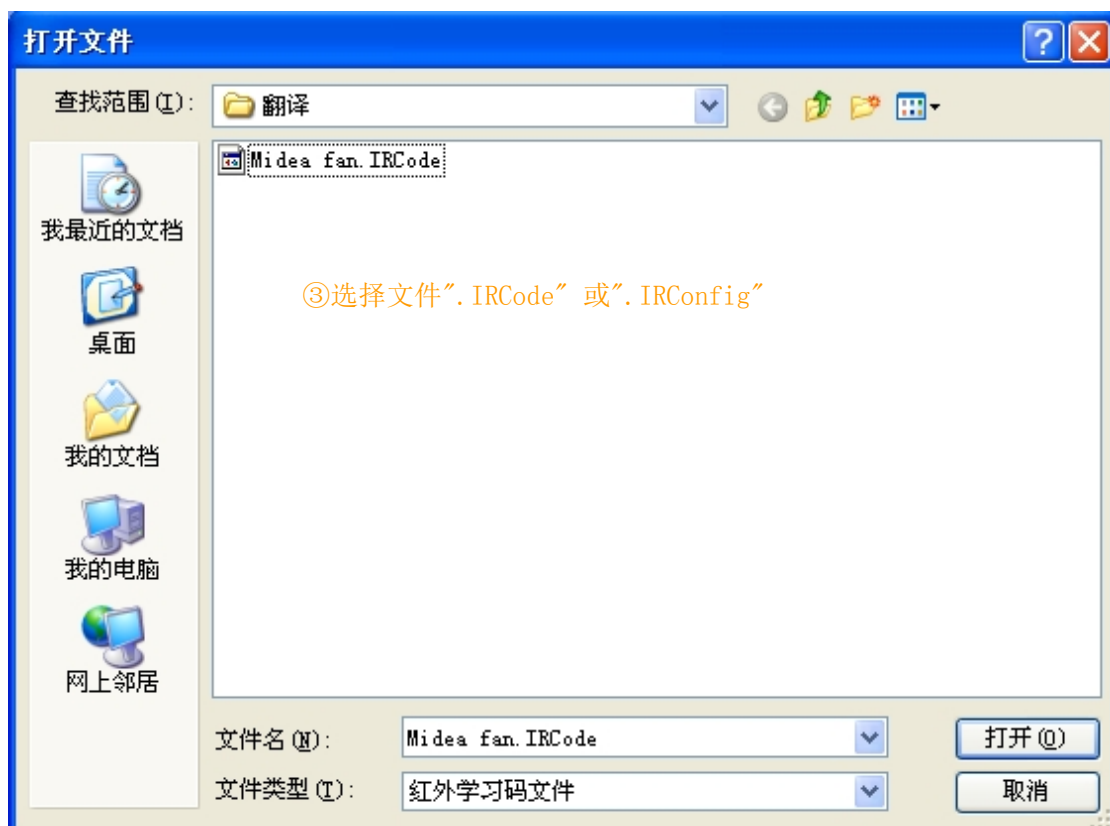 打开文件
查找范围(I):
翻译
Midea fan.IRCode
我最近的文档
③选择文件".IRCode" 或".IRConfig"
桌面
我的文档
我的电脑
网上邻居
文件名(N):
Midea fan.IRCode
打开(O)
文件类型(T):
红外学习码文件
取消